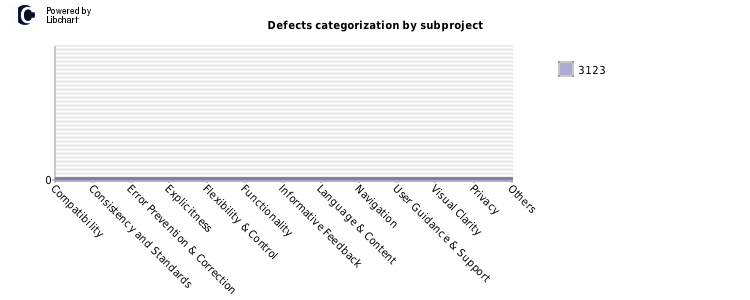 Powered by
Libchart
Defects categorization by subproject
3123
0
Compatibility
Consistency and Standards
Error Prevention & Correction
Explicitness
Flexibility & Control
Functionality
Informative Feedback
Language & Content
Navigation
User Guidance & Support
Visual Clarity
Privacy
Others